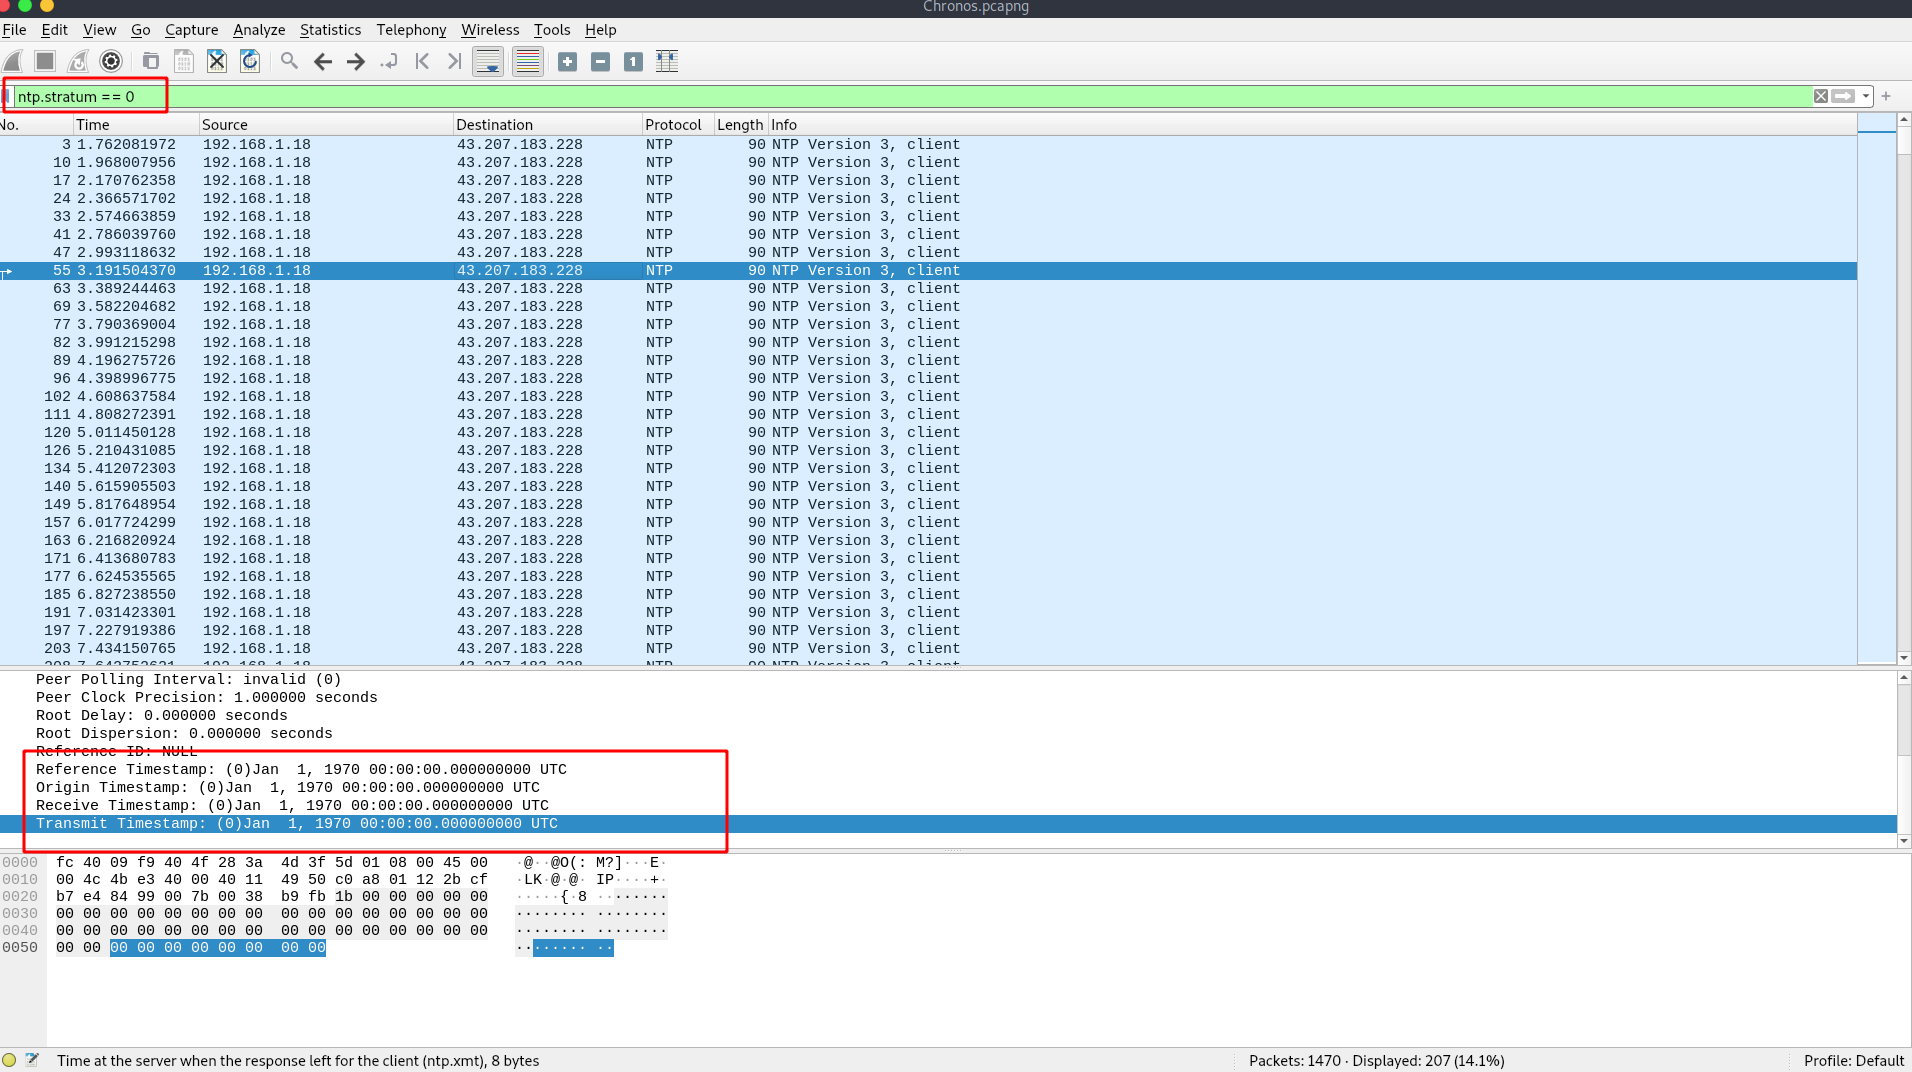 Chronos.pcapng
File Edit View Go Capture Analyze Statistics Telephony Wireless Tools Help
ntp.stratum == 0
No. Time Source Destination Protocol Length Info
3 1.762081972 192.168.1.18 43.207.183.228 NTP 90 NTP Version 3, client
10 1.968007956 192.168.1.18 43.207.183.228 NTP 90 NTP Version 3, client
17 2.170762358 192.168.1.18 43.207.183.228 NTP 90 NTP Version 3, client
24 2.366571702 192.168.1.18 43.207.183.228 NTP 90 NTP Version 3, client
33 2.574663859 192.168.1.18 43.207.183.228 NTP 90 NTP Version 3, client
41 2.786039760 192.168.1.18 43.207.183.228 NTP 90 NTP Version 3, client
47 2.993118632 192.168.1.18 43.207.183.228 NTP 90 NTP Version 3, client
55 3.191504370 192.168.1.18 43.207.183.228 NTP 90 NTP Version 3, client
63 3.389244463 192.168.1.18 43.207.183.228 NTP 90 NTP Version 3, client
69 3.582204682 192.168.1.18 43.207.183.228 NTP 90 NTP Version 3, client
77 3.790369004 192.168.1.18 43.207.183.228 NTP 90 NTP Version 3, client
82 3.991215298 192.168.1.18 43.207.183.228 NTP 90 NTP Version 3, client
89 4.196275726 192.168.1.18 43.207.183.228 NTP 90 NTP Version 3, client
96 4.398996775 192.168.1.18 43.207.183.228 NTP 90 NTP Version 3, client
102 4.608637584 192.168.1.18 43.207.183.228 NTP 90 NTP Version 3, client
111 4.808272391 192.168.1.18 43.207.183.228 NTP 90 NTP Version 3, client
120 5.011450128 192.168.1.18 43.207.183.228 NTP 90 NTP Version 3, client
126 5.210431085 192.168.1.18 43.207.183.228 NTP 90 NTP Version 3, client
134 5.412072303 192.168.1.18 43.207.183.228 NTP 90 NTP Version 3, client
140 5.615905503 192.168.1.18 43.207.183.228 NTP 90 NTP Version 3, client
149 5.817648954 192.168.1.18 43.207.183.228 NTP 90 NTP Version 3, client
157 6.017724299 192.168.1.18 43.207.183.228 NTP 90 NTP Version 3, client
163 6.216820924 192.168.1.18 43.207.183.228 NTP 90 NTP Version 3, client
171 6.413680783 192.168.1.18 43.207.183.228 NTP 90 NTP Version 3, client
177 6.624535565 192.168.1.18 43.207.183.228 NTP 90 NTP Version 3, client
185 6.827238550 192.168.1.18 43.207.183.228 NTP 90 NTP Version 3, client
191 7.031423301 192.168.1.18 43.207.183.228 NTP 90 NTP Version 3, client
197 7.227919386 192.168.1.18 43.207.183.228 NTP 90 NTP Version 3, client
203 7.434150765 192.168.1.18 43.207.183.228 NTP 90 NTP Version 3, client
Peer Polling Interval: invalid (0)
Peer Clock Precision: 1.000000 seconds
Root Delay: 0.000000 seconds
Root Dispersion: 0.000000 seconds
Reference ID: NULL
Reference Timestamp: (0)Jan  1, 1970 00:00:00.000000000 UTC
Origin Timestamp: (0)Jan  1, 1970 00:00:00.000000000 UTC
Receive Timestamp: (0)Jan  1, 1970 00:00:00.000000000 UTC
Transmit Timestamp: (0)Jan  1, 1970 00:00:00.000000000 UTC
0000 fc 40 09 f9 40 4f 28 3a 4d 3f 5d 01 08 00 45 00 ·@··@O(: M?]···E·
0010 00 4c 4b e3 40 00 40 11 49 50 c0 a8 01 12 2b cf ·LK·@·@· IP····+·
0020 b7 e4 84 99 00 7b 00 38 b9 fb 1b 00 00 00 00 00 ·····{·8 ········
0030 00 00 00 00 00 00 00 00 00 00 00 00 00 00 00 00 ········ ········
0040 00 00 00 00 00 00 00 00 00 00 00 00 00 00 00 00 ········ ········
0050 00 00 00 00 00 00 00 00 00 00 ········ ··
Time at the server when the response left for the client (ntp.xmt), 8 bytes Packets: 1470 · Displayed: 207 (14.1%) Profile: Default